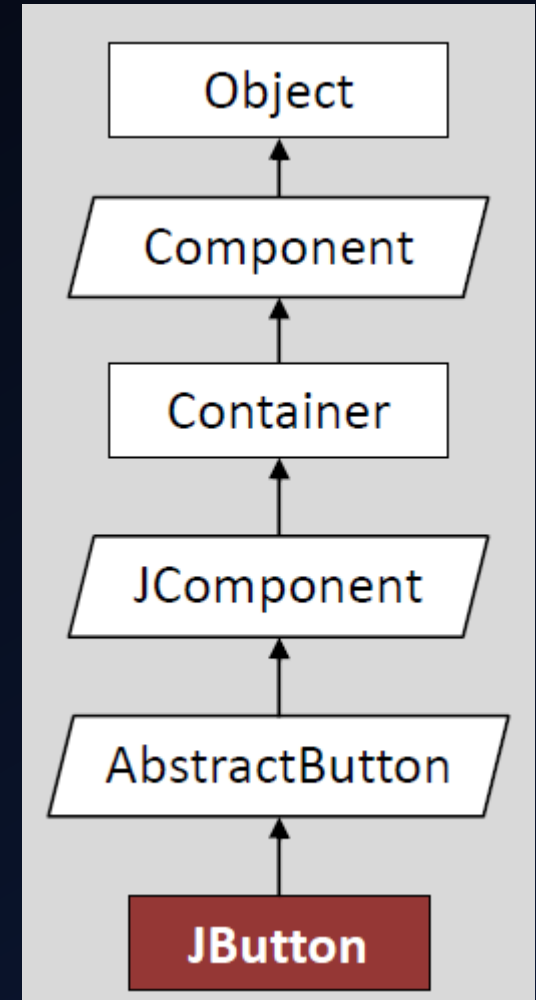 Object
Component
Container
JComponent
AbstractButton
JButton